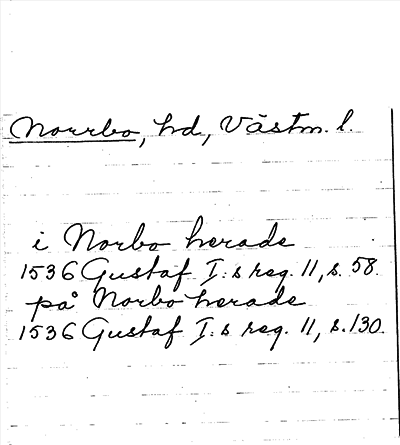 Norrbo, hd, Västm. l.
i Norbo herade
1536 Gustaf I:s reg. 11, s. 58.
på Norbo herade
1536 Gustaf I:s reg. 11, s. 130.